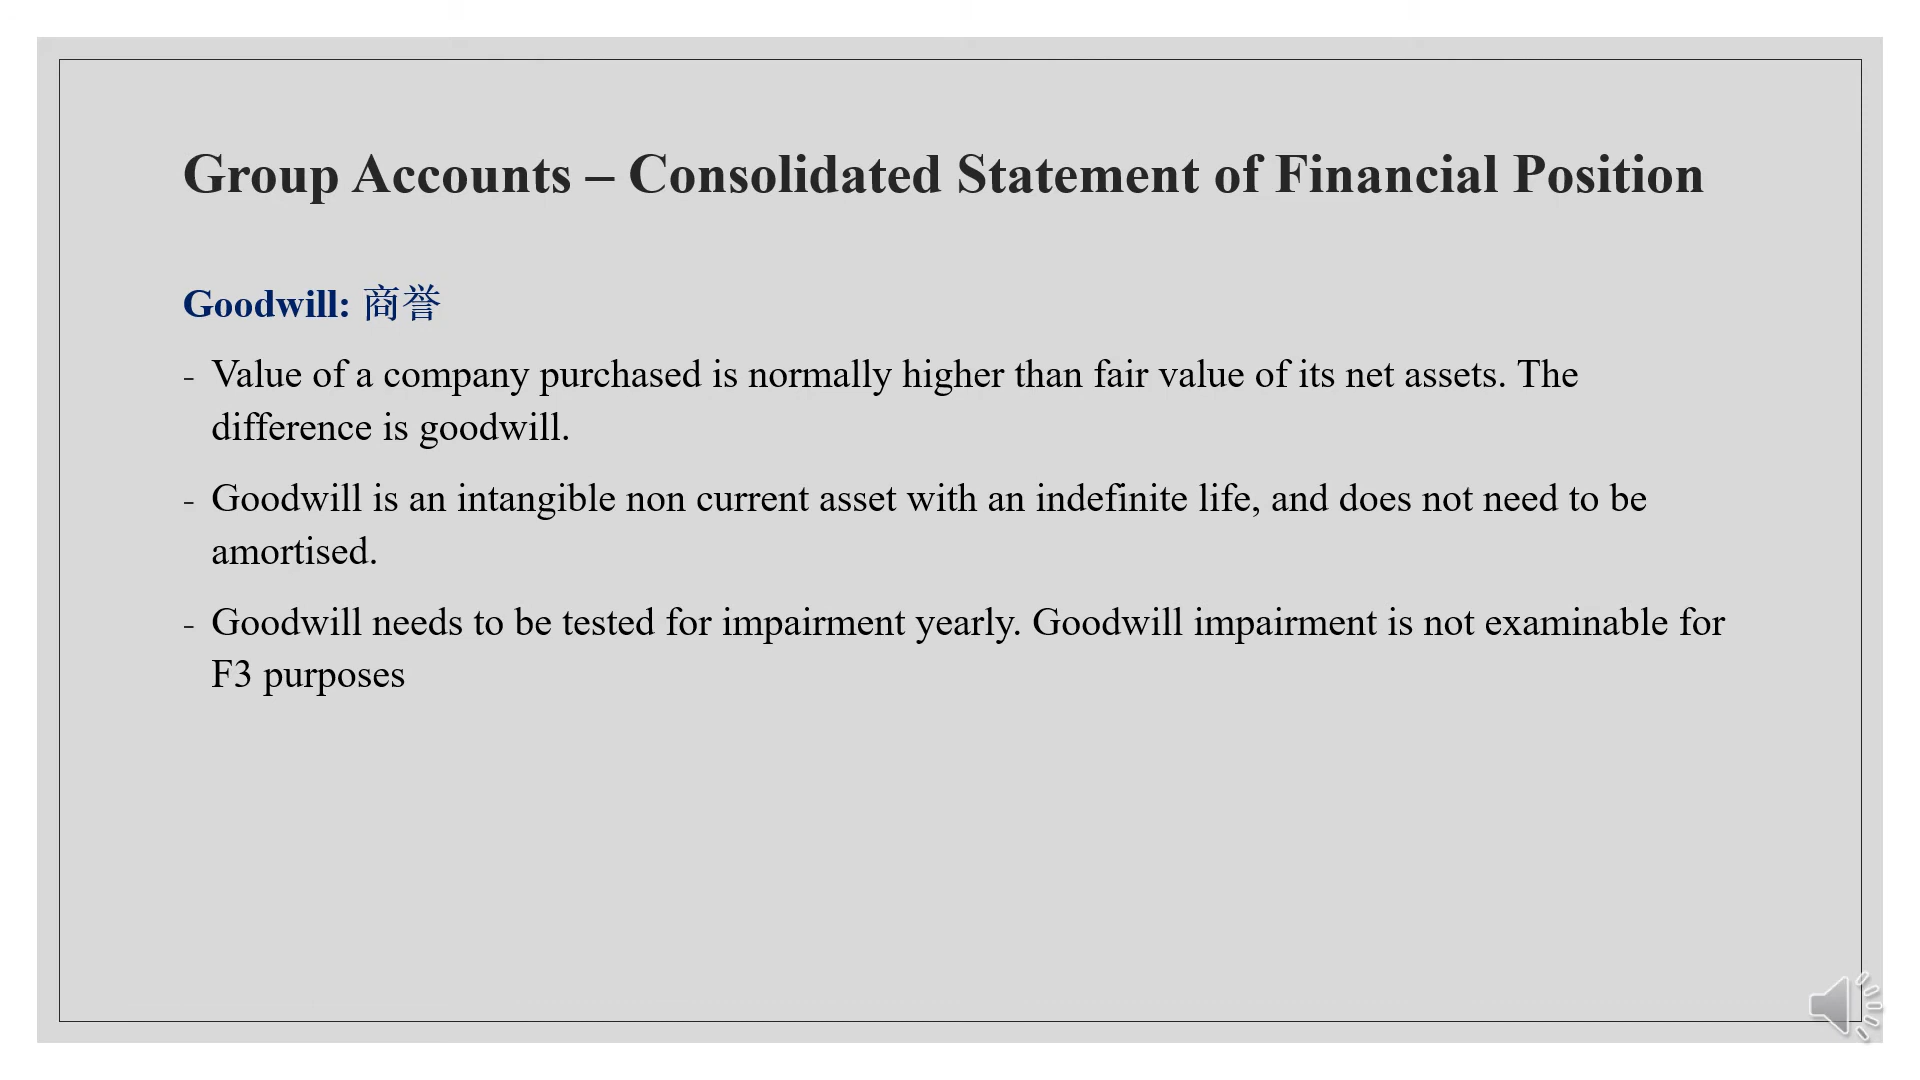 Group Accounts – Consolidated Statement of Financial Position
Goodwill: 商誉
- Value of a company purchased is normally higher than fair value of its net assets. The
difference is goodwill.
- Goodwill is an intangible non current asset with an indefinite life, and does not need to be
amortised.
- Goodwill needs to be tested for impairment yearly. Goodwill impairment is not examinable for
F3 purposes